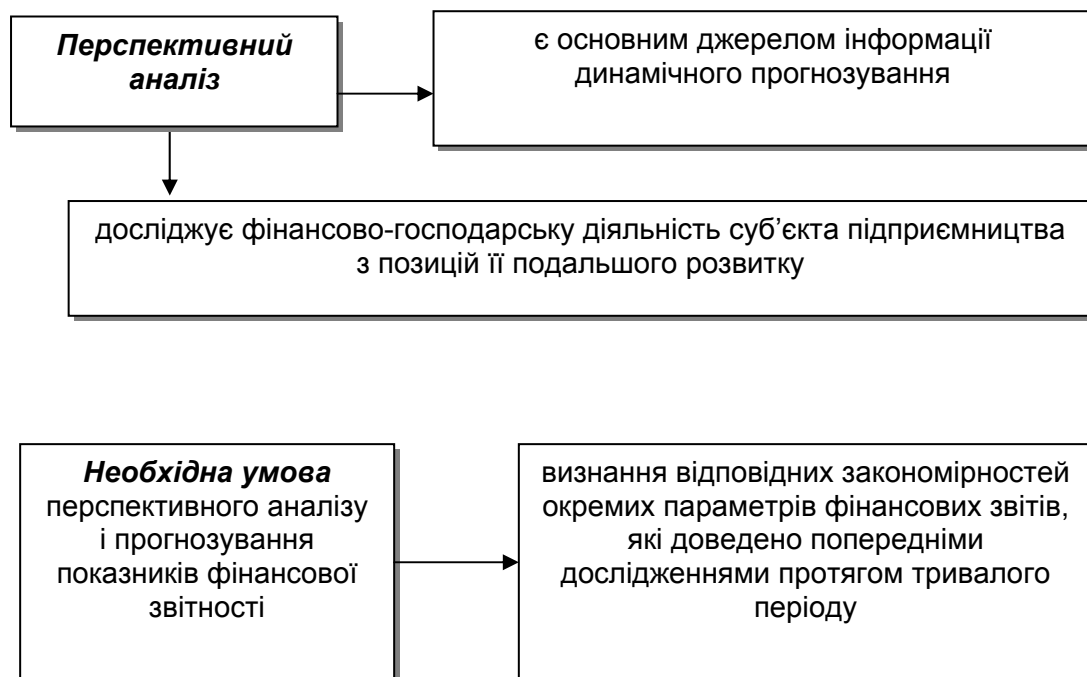 Перспективний
аналіз
є основним джерелом інформації
динамічного прогнозування
досліджує фінансово-господарську діяльність суб’єкта підприємництва
з позицій її подальшого розвитку
Необхідна умова
перспективного аналізу
і прогнозування
показників фінансової
звітності
визнання відповідних закономірностей
окремих параметрів фінансових звітів,
які доведено попередніми
дослідженнями протягом тривалого
періоду